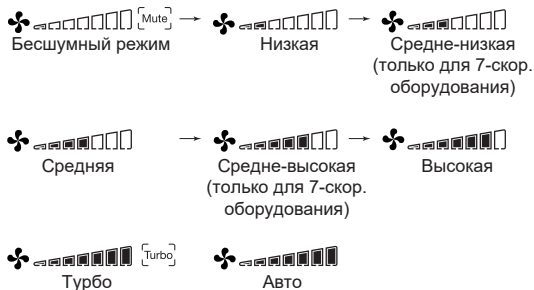 Mute
Бесшумный режим
Низкая
Средне-низкая
(только для 7-скор.
оборудования)
Средняя
Средне-высокая
(только для 7-скор.
оборудования)
Высокая
Turbo
Турбо
Авто